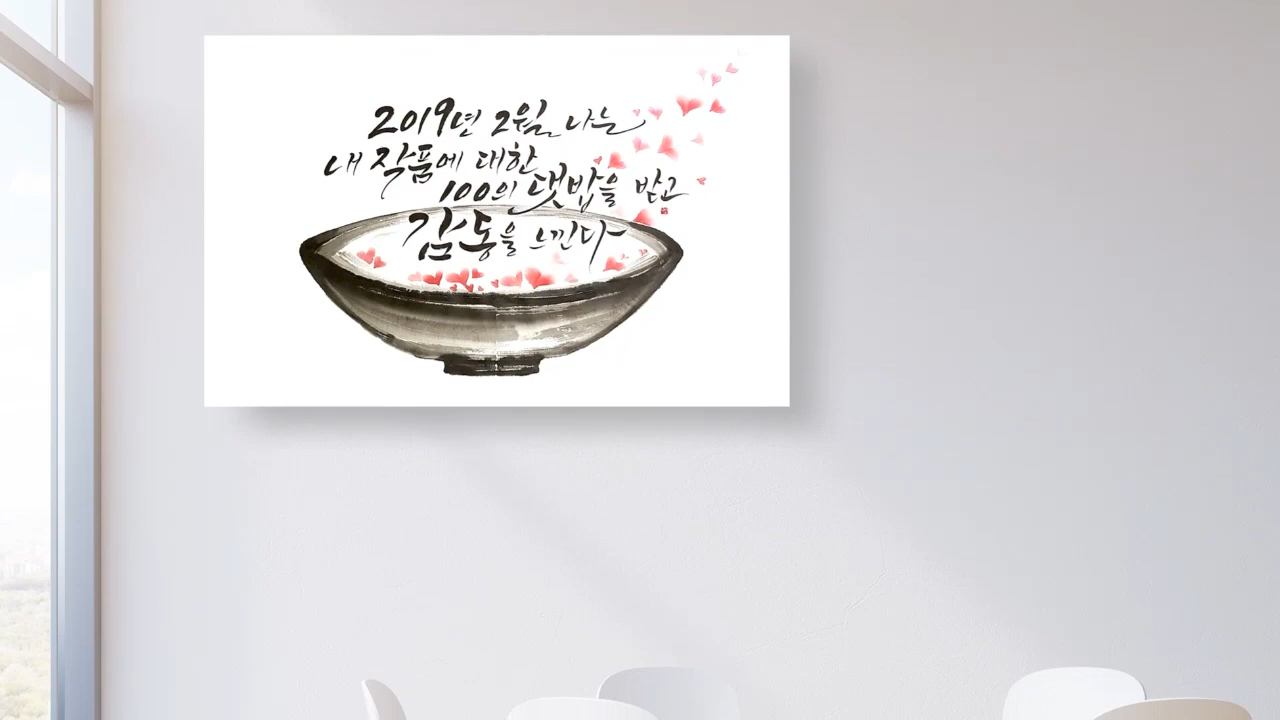 2019년 2월, 나는
내 작품에 대한
100의 댓밥을 받고
감동을 느낀다